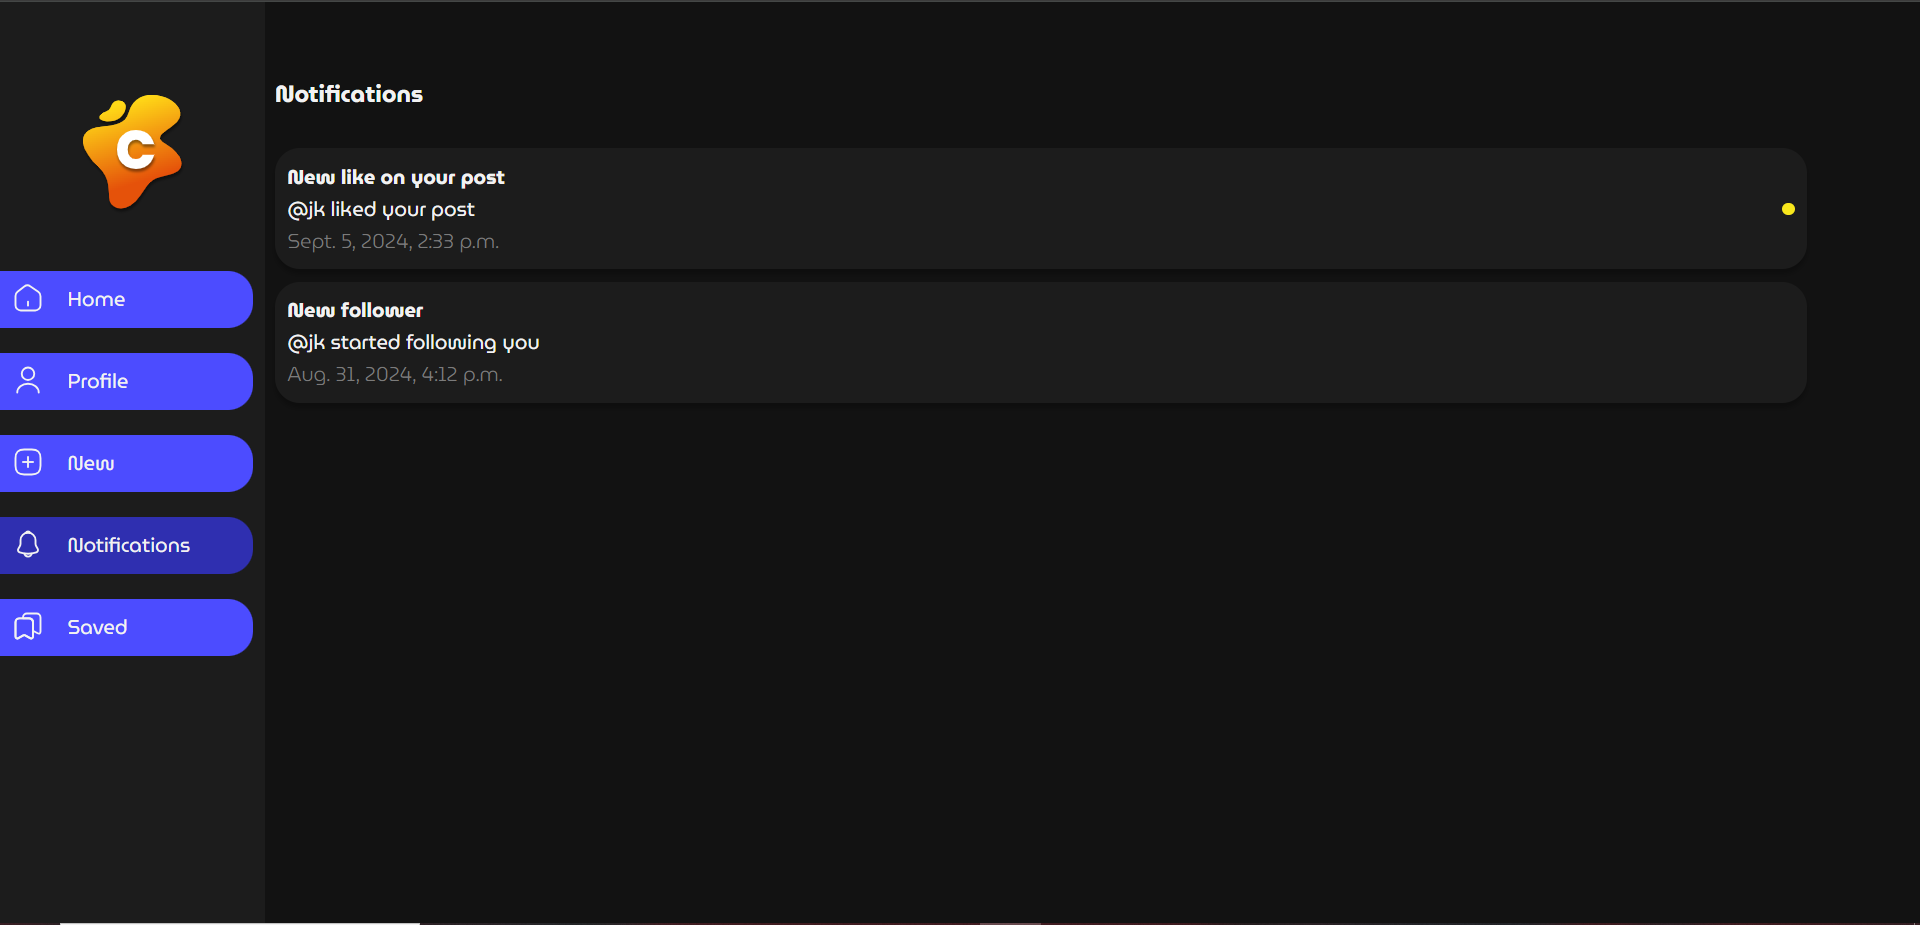 C
Home
Profile
New
Notifications
Saved
Notifications
New like on your post
@jk liked your post
Sept. 5, 2024, 2:33 p.m.
New follower
@jk started following you
Aug. 31, 2024, 4:12 p.m.